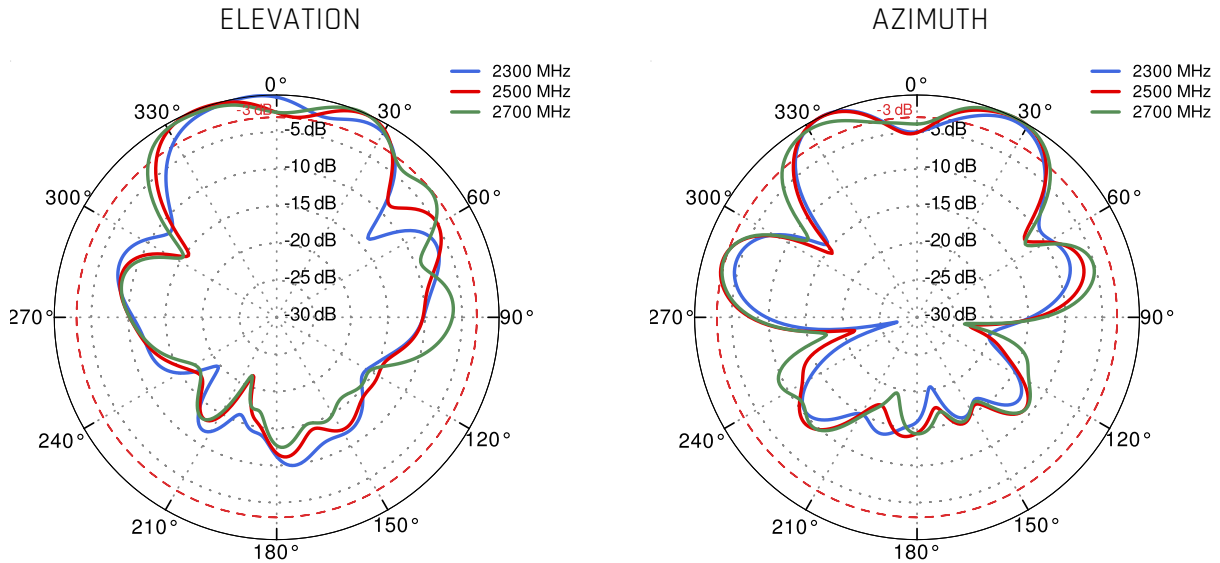 ELEVATION
2300 MHz
2500 MHz
2700 MHz
0°
30°
60°
90°
120°
150°
180°
210°
240°
270°
300°
330°
-3 dB
-5 dB
-10 dB
-15 dB
-20 dB
-25 dB
-30 dB
AZIMUTH
2300 MHz
2500 MHz
2700 MHz
0°
30°
60°
90°
120°
150°
180°
210°
240°
270°
300°
330°
-3 dB
-5 dB
-10 dB
-15 dB
-20 dB
-25 dB
-30 dB